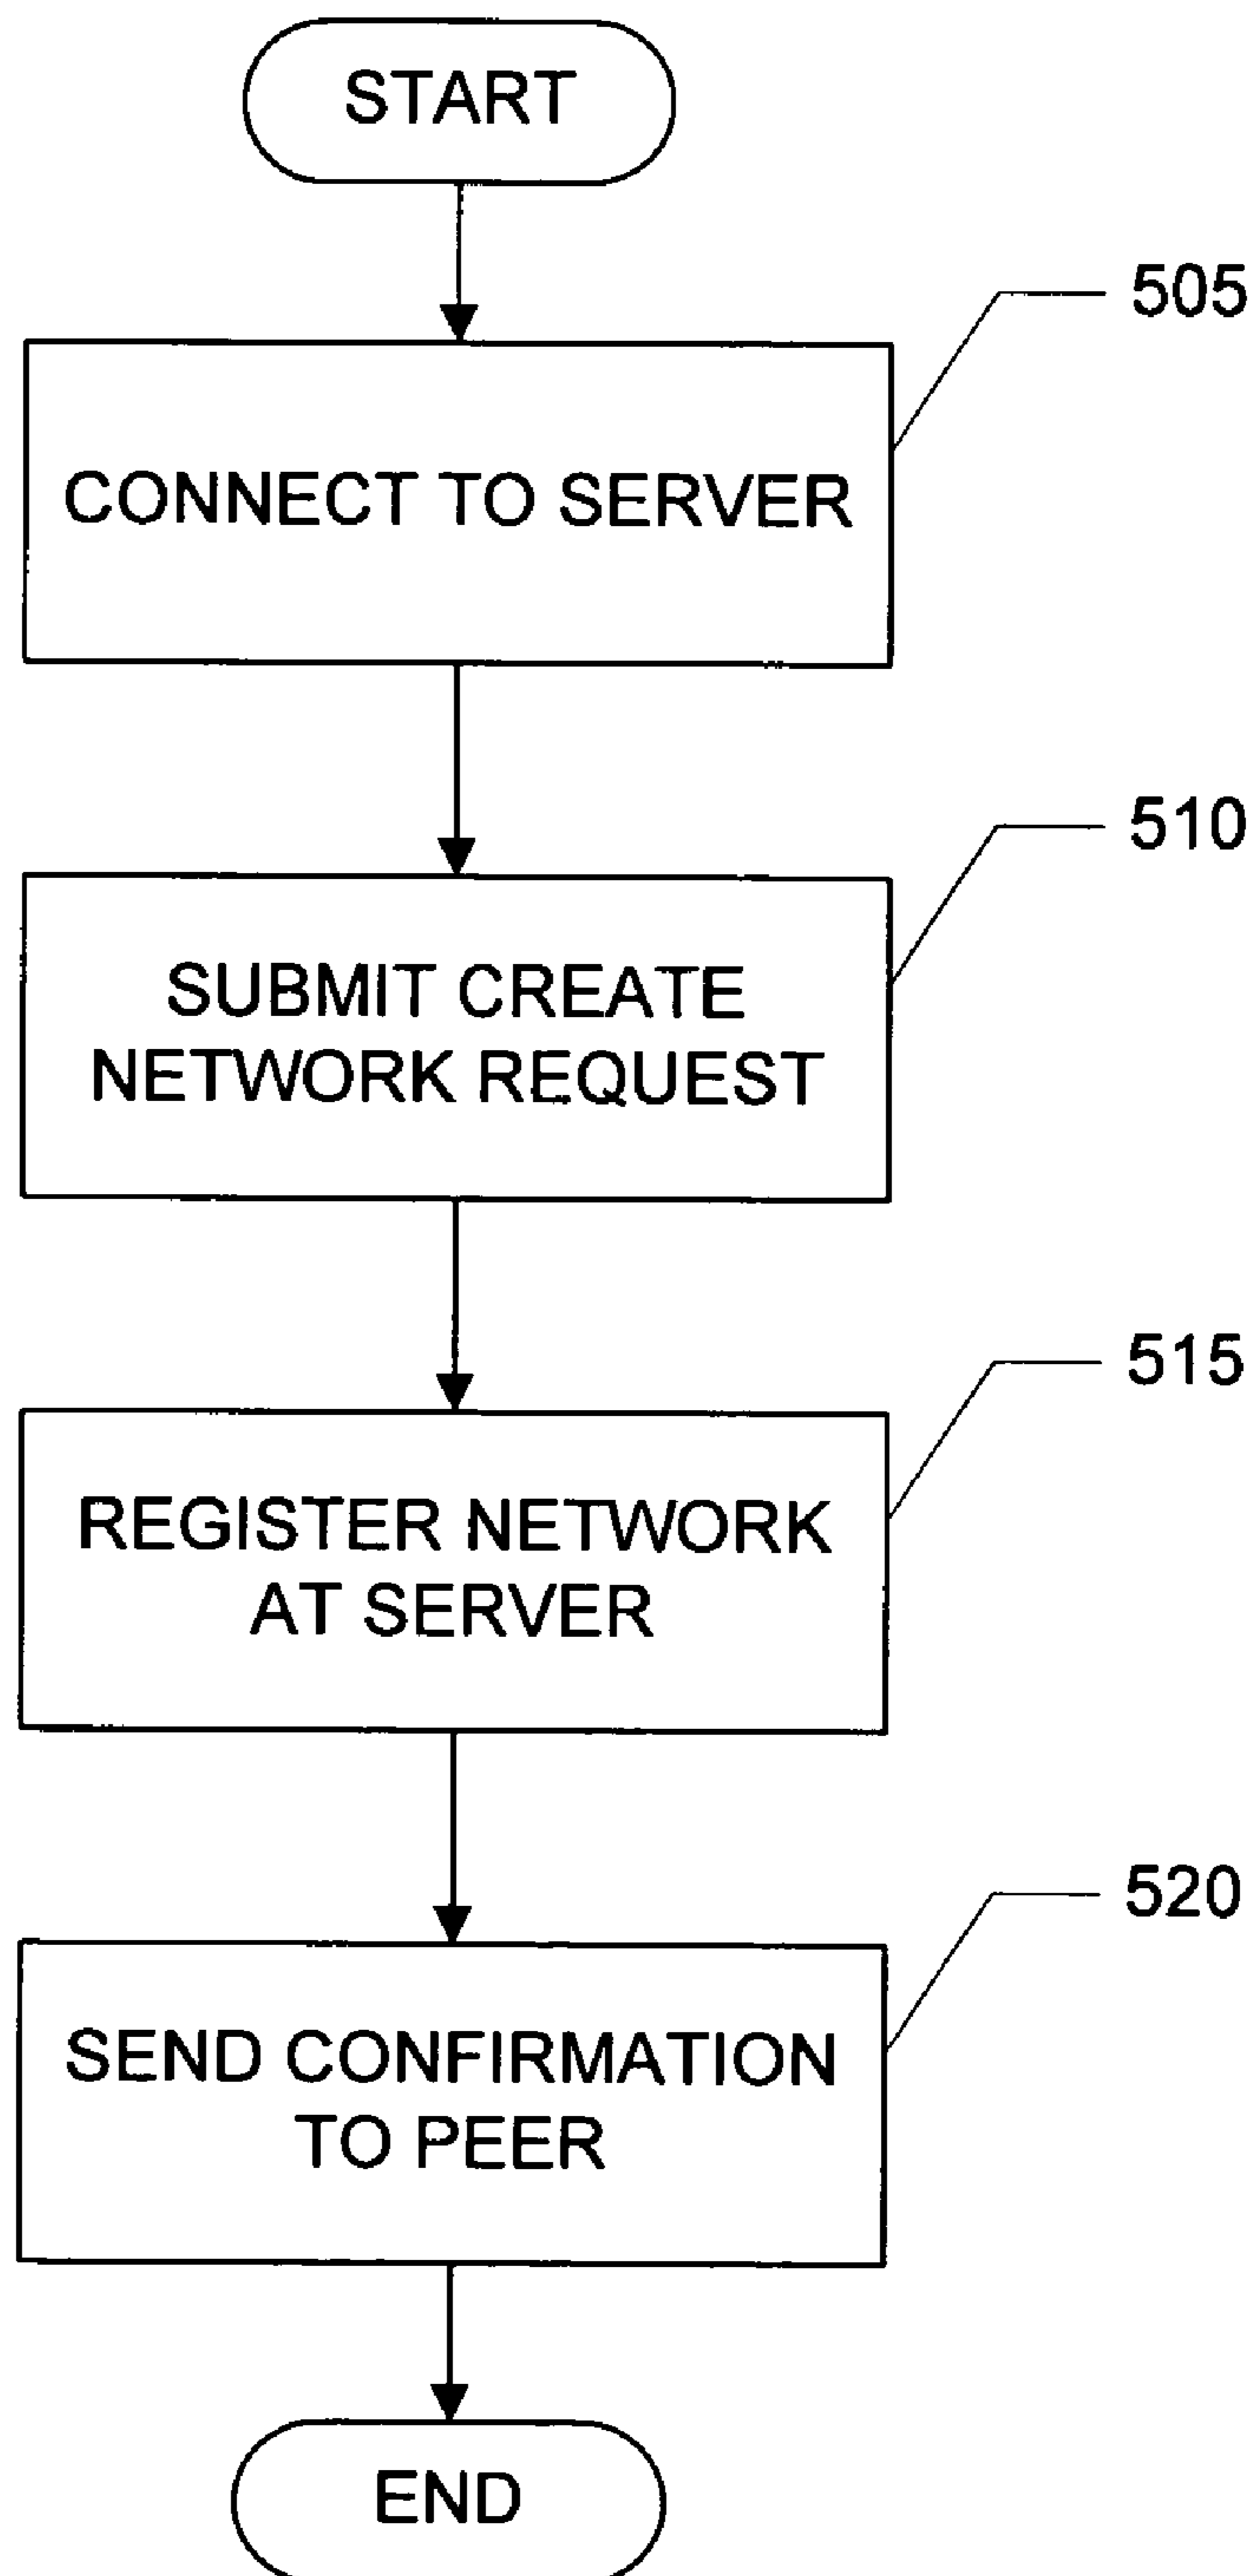 START
505
CONNECT TO SERVER
510
SUBMIT CREATE
NETWORK REQUEST
515
REGISTER NETWORK
AT SERVER
520
SEND CONFIRMATION
TO PEER
END